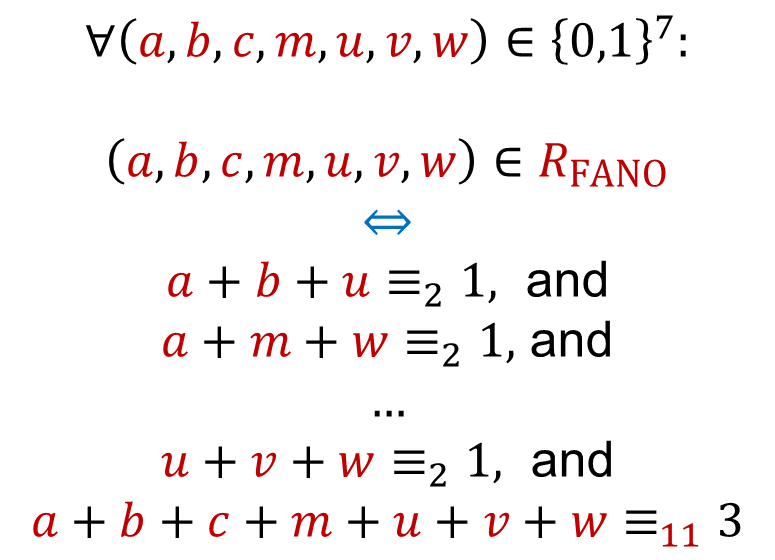 ∀(a, b, c, m, u, v, w) ∈ {0,1}⁷:
(a, b, c, m, u, v, w) ∈ R_FANO
⇔
a + b + u ≡₂ 1, and
a + m + w ≡₂ 1, and
...
u + v + w ≡₂ 1, and
a + b + c + m + u + v + w ≡₁₁ 3